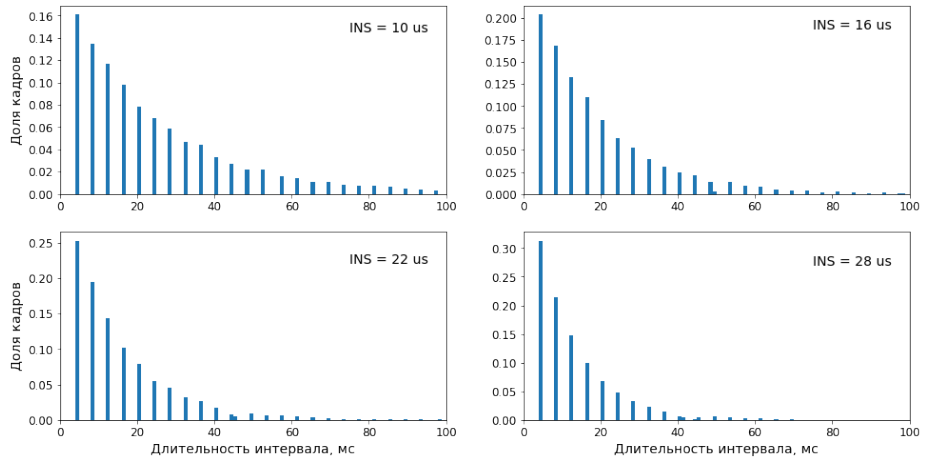 INS = 10 us
Доля кадров
0.16
0.14
0.12
0.10
0.08
0.06
0.04
0.02
0.00
0 20 40 60 80 100
INS = 16 us
0.200
0.175
0.150
0.125
0.100
0.075
0.050
0.025
0.000
0 20 40 60 80 100
INS = 22 us
Доля кадров
0.25
0.20
0.15
0.10
0.05
0.00
0 20 40 60 80 100
Длительность интервала, мс
INS = 28 us
0.30
0.25
0.20
0.15
0.10
0.05
0.00
0 20 40 60 80 100
Длительность интервала, мс